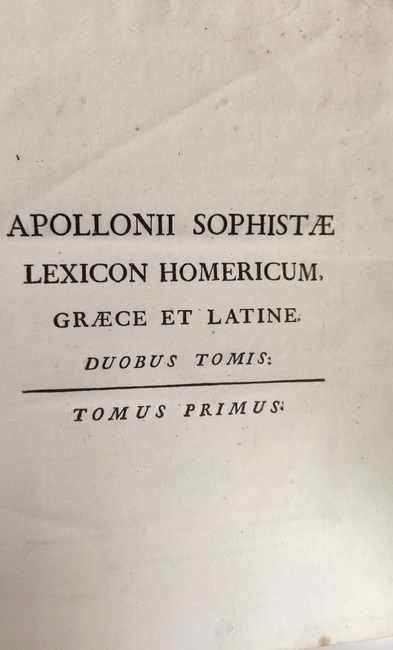 APOLLONII SOPHISTÆ
LEXICON HOMERICUM,
GRÆCE ET LATINE.
DUOBUS TOMIS:
TOMUS PRIMUS.